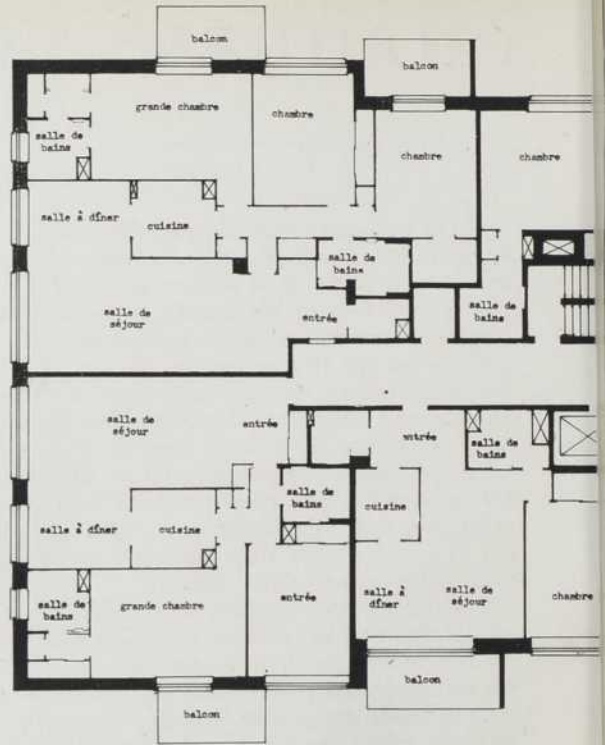 balcon
balcon
grande chambre
chambre
chambre
chambre
salle de
bains
salle à dîner
cuisine
salle de
bains
salle de
séjour
entrée
salle de
bains
salle de
séjour
entrée
entrée
salle de
bains
salle de
bains
salle à dîner
cuisine
cuisine
salle de
bains
grande chambre
entrée
salle à
dîner
salle de
séjour
chambre
balcon
balcon